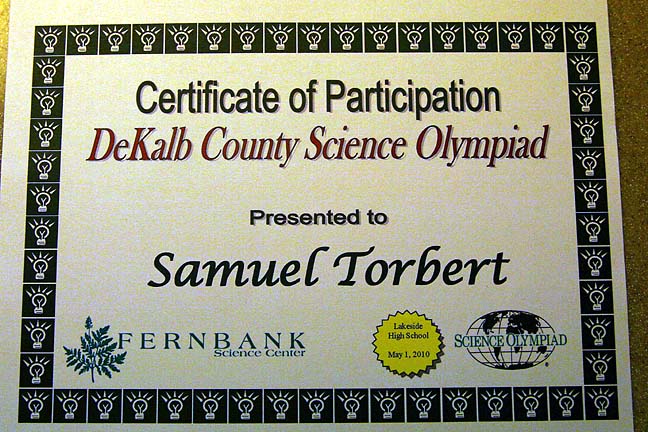 Certificate of Participation
DeKalb County Science Olympiad
Presented to
Samuel Torbert
FERNBANK
Science Center
Lakeside
High School
May 1, 2010
SCIENCE OLYMPIAD